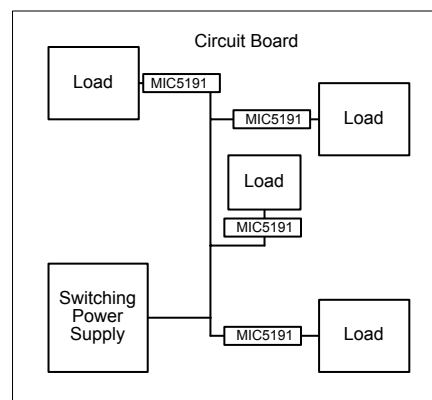 Circuit Board
Load
MIC5191
MIC5191
Load
Load
MIC5191
Switching
Power
Supply
MIC5191
Load